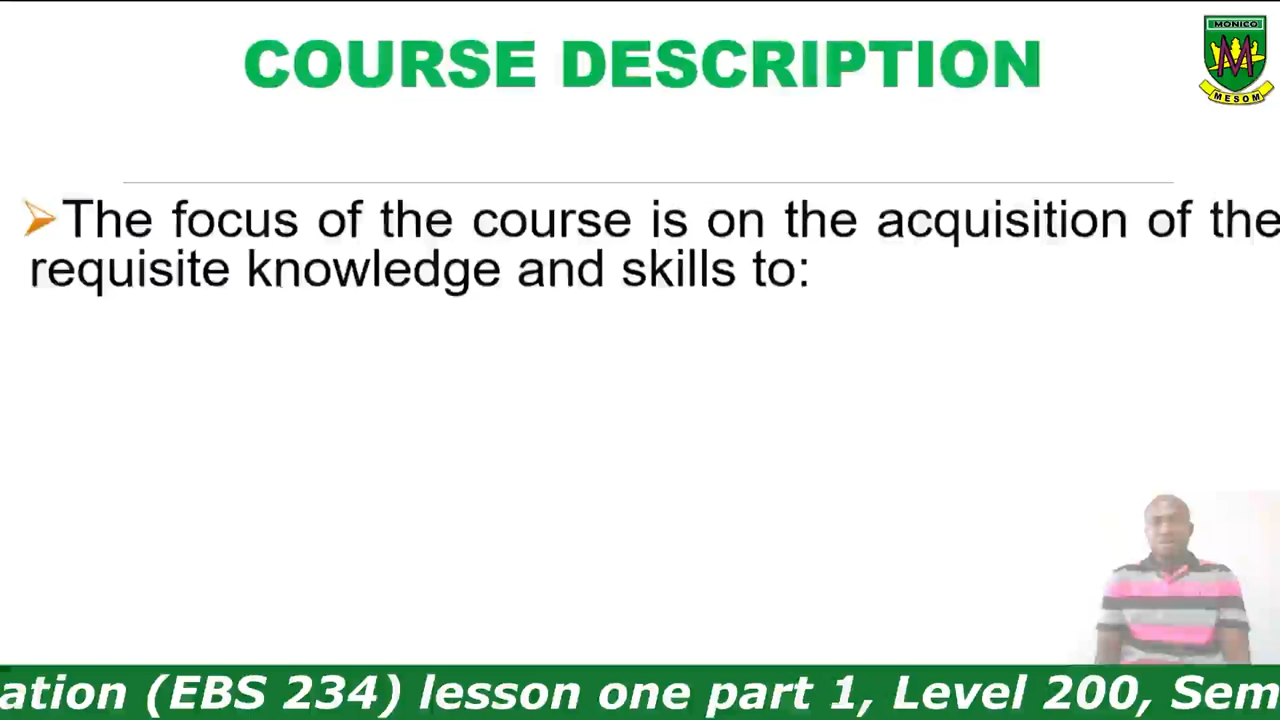 COURSE DESCRIPTION
MONICO
MESOM
The focus of the course is on the acquisition of the
requisite knowledge and skills to:
ation (EBS 234) lesson one part 1, Level 200, Sem